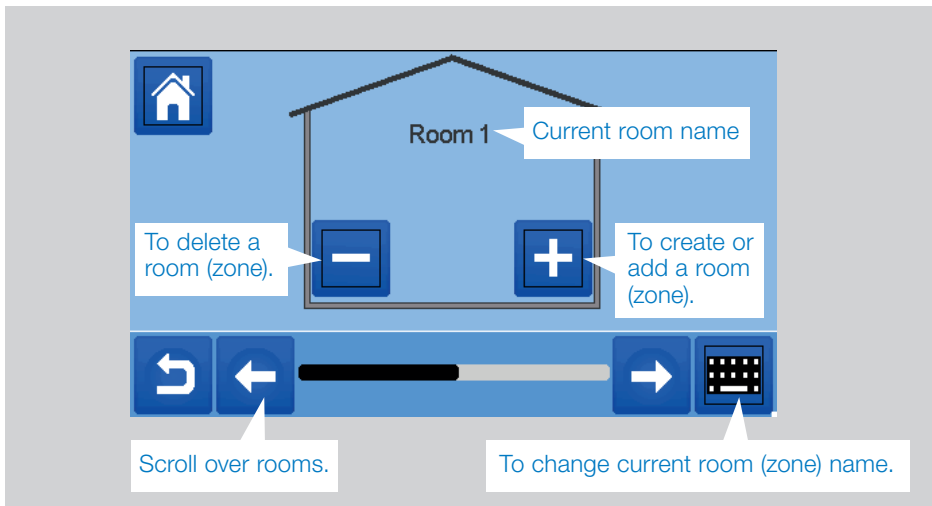 Room 1
Current room name
To delete a
room (zone).
To create or
add a room
(zone).
Scroll over rooms.
To change current room (zone) name.